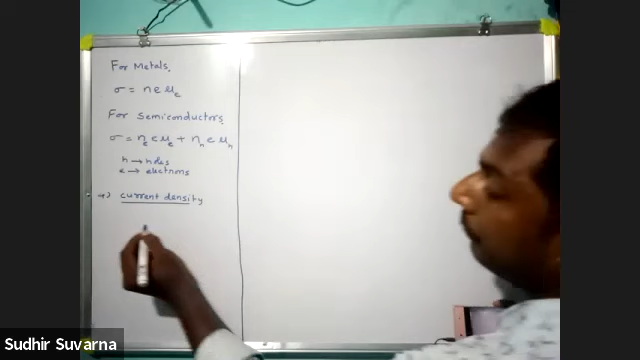 For Metals,
σ = n e μe
For Semiconductors,
σ = ne e μe + nh e μh
h → holes
e → electrons
⇒) current density
Sudhir Suvarna